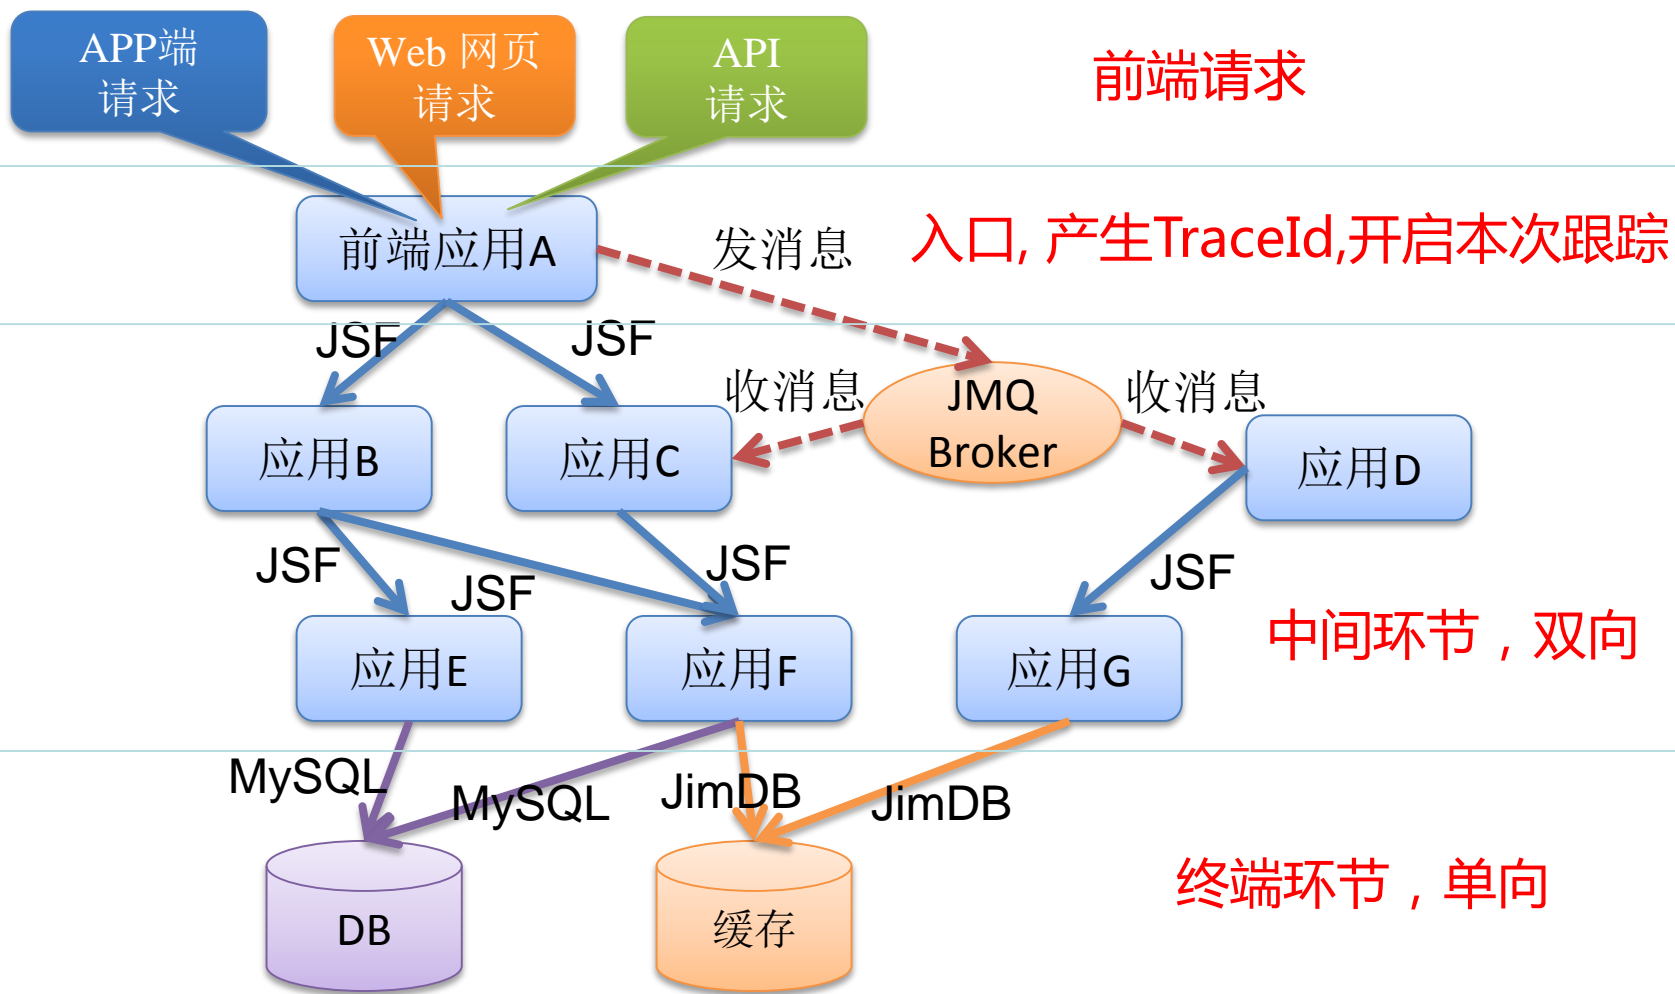 APP端
请求
Web 网页
请求
API
请求
前端请求
前端应用A
发消息
入口, 产生TraceId,开启本次跟踪
JSF
JSF
收消息
JMQ
Broker
收消息
应用B
应用C
应用D
JSF
JSF
JSF
JSF
应用E
应用F
应用G
中间环节，双向
MySQL
MySQL
JimDB
JimDB
DB
缓存
终端环节，单向